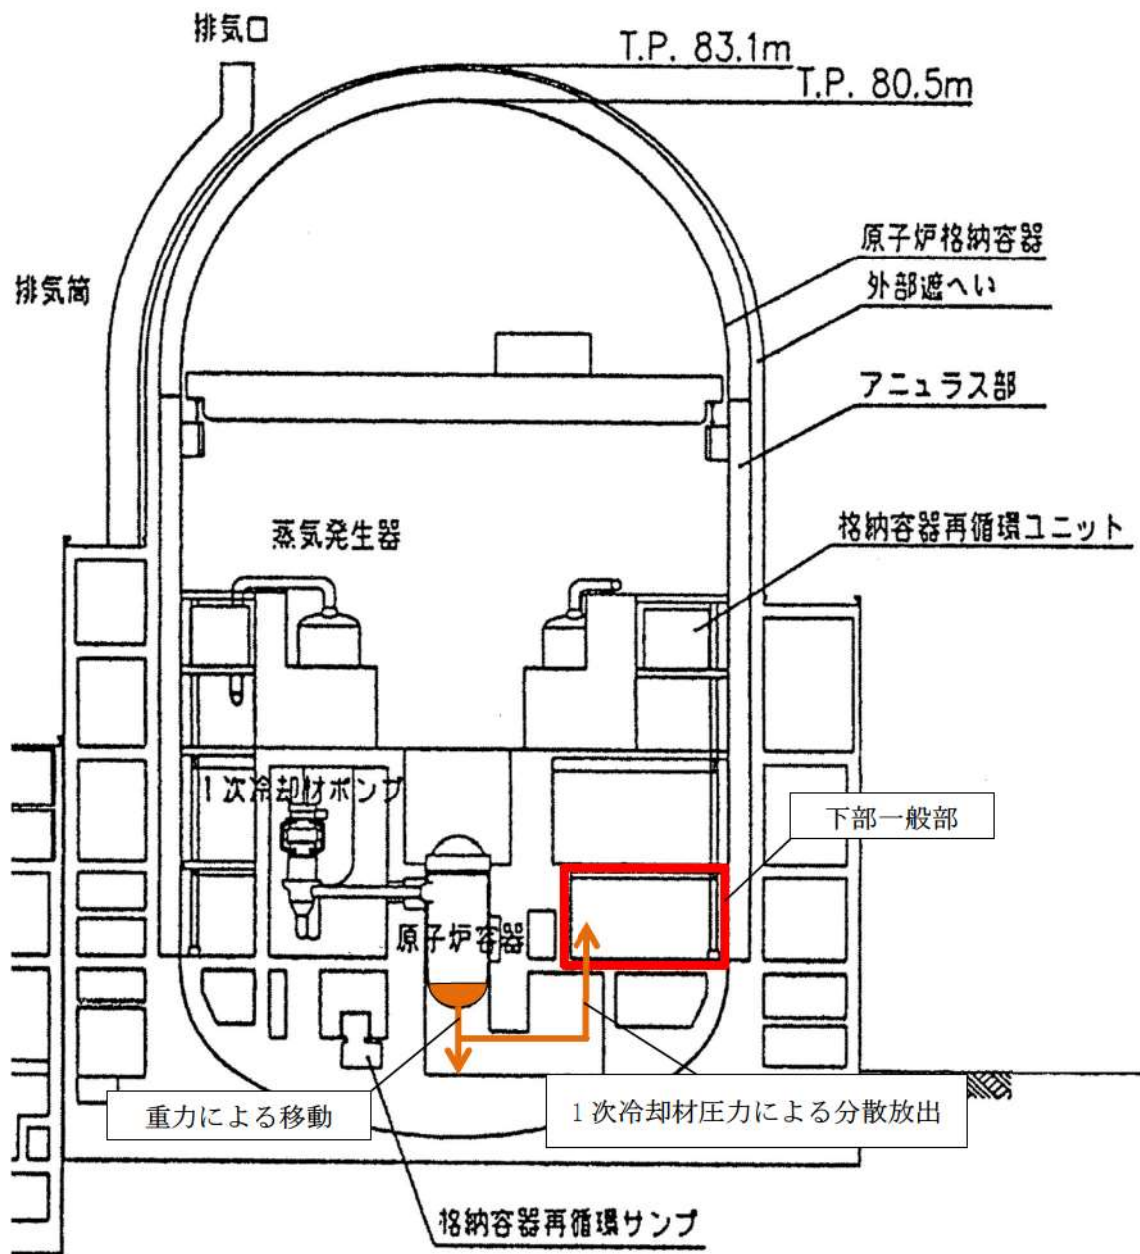 排気口
T.P. 83.1m
T.P. 80.5m
原子炉格納容器
外部遮へい
排気筒
アニュラス部
格納容器再循環ユニット
蒸気発生器
1次冷却材ポンプ
下部一般部
原子炉容器
重力による移動
1次冷却材圧力による分散放出
格納容器再循環サンプ